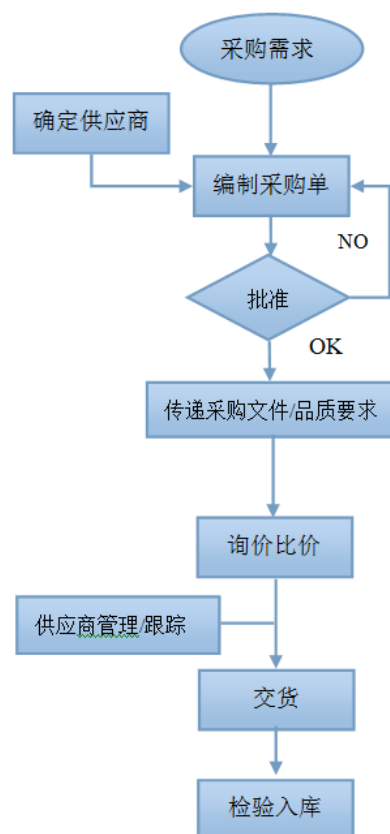 采购需求
确定供应商
编制采购单
NO
批准
OK
传递采购文件/品质要求
询价比价
供应商管理/跟踪
交货
检验入库